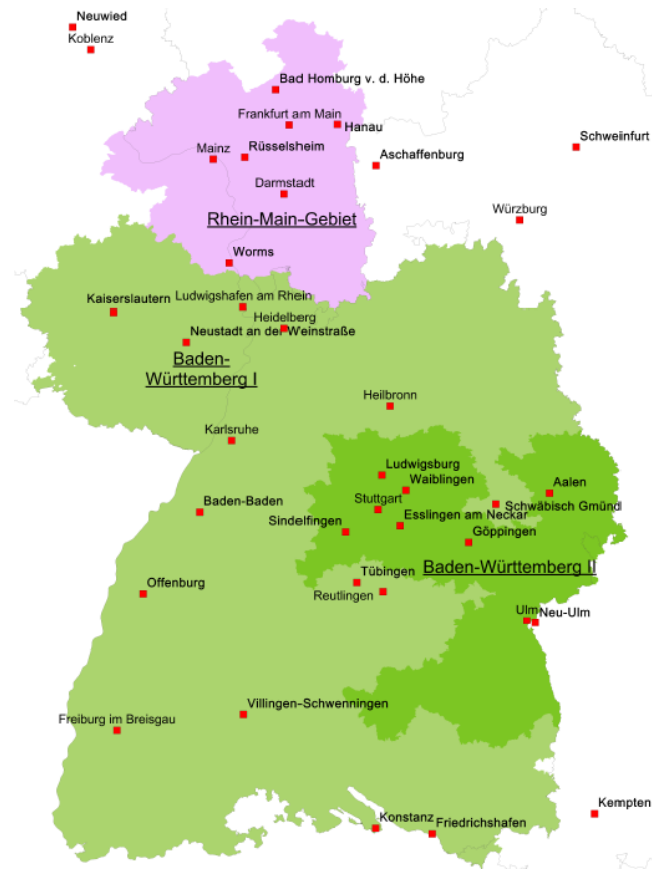 Neuwied
Koblenz
Bad Homburg v. d. Höhe
Frankfurt am Main
Hanau
Schweiinfurt
Mainz
Rüsselsheim
Aschaffenburg
Darmstadt
Würzburg
Rhein-Main-Gebiet
Worms
Kaiserslautern
Ludwigshafen am Rhein
Heidelberg
Neustadt an der Weinstraße
Baden-
Württemberg I
Heilbronn
Karlsruhe
Ludwigsburg
Waiblingen
Aalen
Baden-Baden
Stuttgart
Schwäbisch Gmünd
Sindelfingen
Esslingen am Neckar
Göppingen
Baden-Württemberg II
Tübingen
Offenburg
Reutlingen
Ulm
Neu-Ulm
Villingen-Schwenningen
Freiburg im Breisgau
Kempten
Konstanz
Friedrichshafen